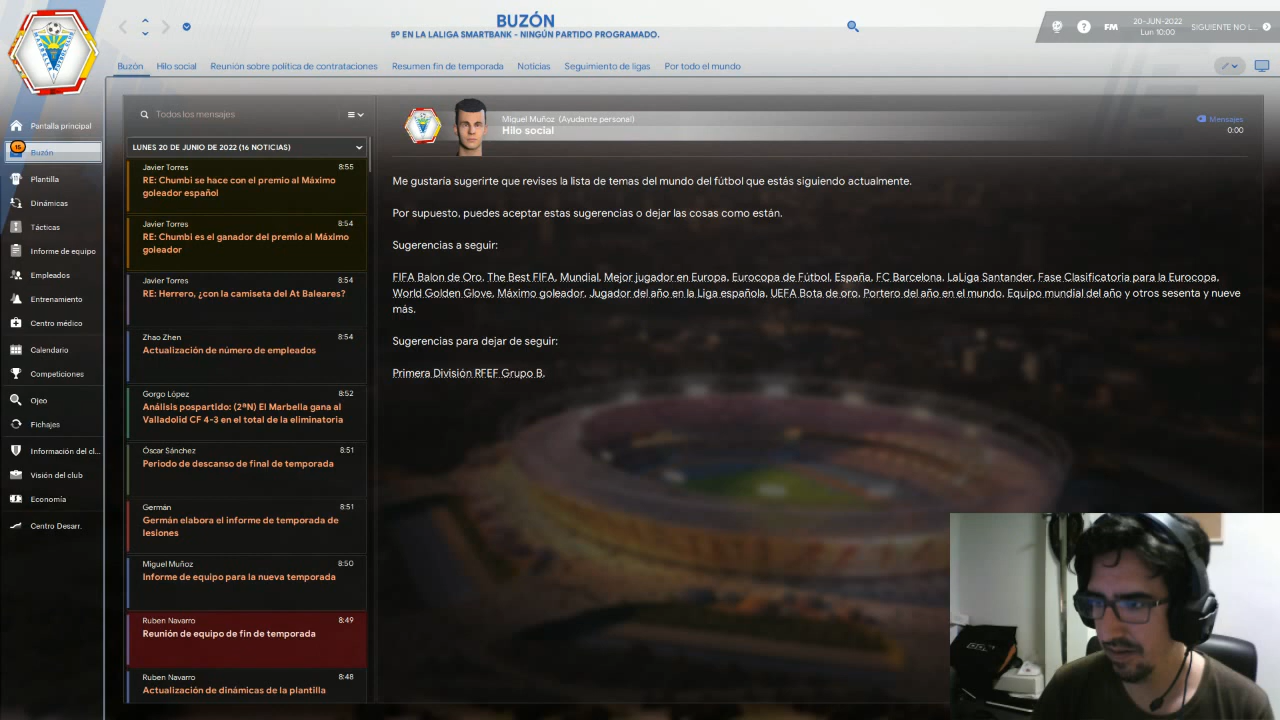 BUZÓN
5º EN LA LALIGA SMARTBANK - NINGÚN PARTIDO PROGRAMADO.
FM
20-JUN-2022
Lun 10:00
SIGUIENTE NO L...
Buzón
Hilo social
Reunión sobre política de contrataciones
Resumen fin de temporada
Noticias
Seguimiento de ligas
Por todo el mundo
Pantalla principal
15
Buzón
Plantilla
Dinámicas
Tácticas
Informe de equipo
Empleados
Entrenamiento
Centro médico
Calendario
Competiciones
Ojeo
Fichajes
Información del cl...
Visión del club
Economía
Centro Desarr.
Todos los mensajes
LUNES 20 DE JUNIO DE 2022 (16 NOTICIAS)
Javier Torres 8:55
RE: Chumbi se hace con el premio al Máximo
goleador español
Javier Torres 8:54
RE: Chumbi es el ganador del premio al Máximo
goleador
Javier Torres 8:54
RE: Herrero, ¿con la camiseta del At Baleares?
Zhao Zhen 8:54
Actualización de número de empleados
Gorgo López 8:52
Análisis pospartido: (2ªN) El Marbella gana al
Valladolid CF 4-3 en el total de la eliminatoria
Óscar Sánchez 8:51
Periodo de descanso de final de temporada
Germán 8:51
Germán elabora el informe de temporada de
lesiones
Miguel Muñoz 8:50
Informe de equipo para la nueva temporada
Ruben Navarro 8:49
Reunión de equipo de fin de temporada
Ruben Navarro 8:48
Actualización de dinámicas de la plantilla
Miguel Muñoz (Ayudante personal)
Hilo social
Mensajes
0:00
Me gustaría sugerirte que revises la lista de temas del mundo del fútbol que estás siguiendo actualmente.
Por supuesto, puedes aceptar estas sugerencias o dejar las cosas como están.
Sugerencias a seguir:
FIFA Balon de Oro, The Best FIFA, Mundial, Mejor jugador en Europa, Eurocopa de Fútbol, España, FC Barcelona, LaLiga Santander, Fase Clasificatoria para la Eurocopa,
World Golden Glove, Máximo goleador, Jugador del año en la Liga española, UEFA Bota de oro, Portero del año en el mundo, Equipo mundial del año y otros sesenta y nueve
más.
Sugerencias para dejar de seguir:
Primera División RFEF Grupo B.